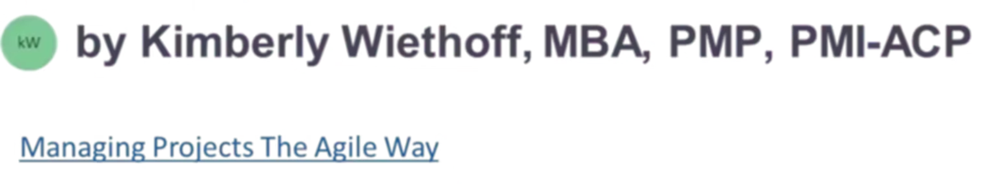 kW by Kimberly Wiethoff, MBA, PMP, PMI-ACP
Managing Projects The Agile Way